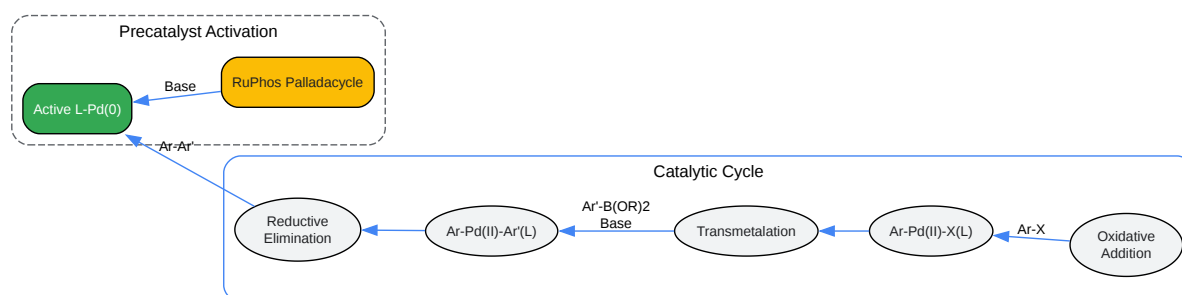 Precatalyst Activation
Base
RuPhos Palladacycle
Active L-Pd(0)
Ar-Ar'
Catalytic Cycle
Reductive
Elimination
Ar-Pd(II)-Ar'(L)
Ar'-B(OR)2
Base
Transmetalation
Ar-Pd(II)-X(L)
Ar-X
Oxidative
Addition